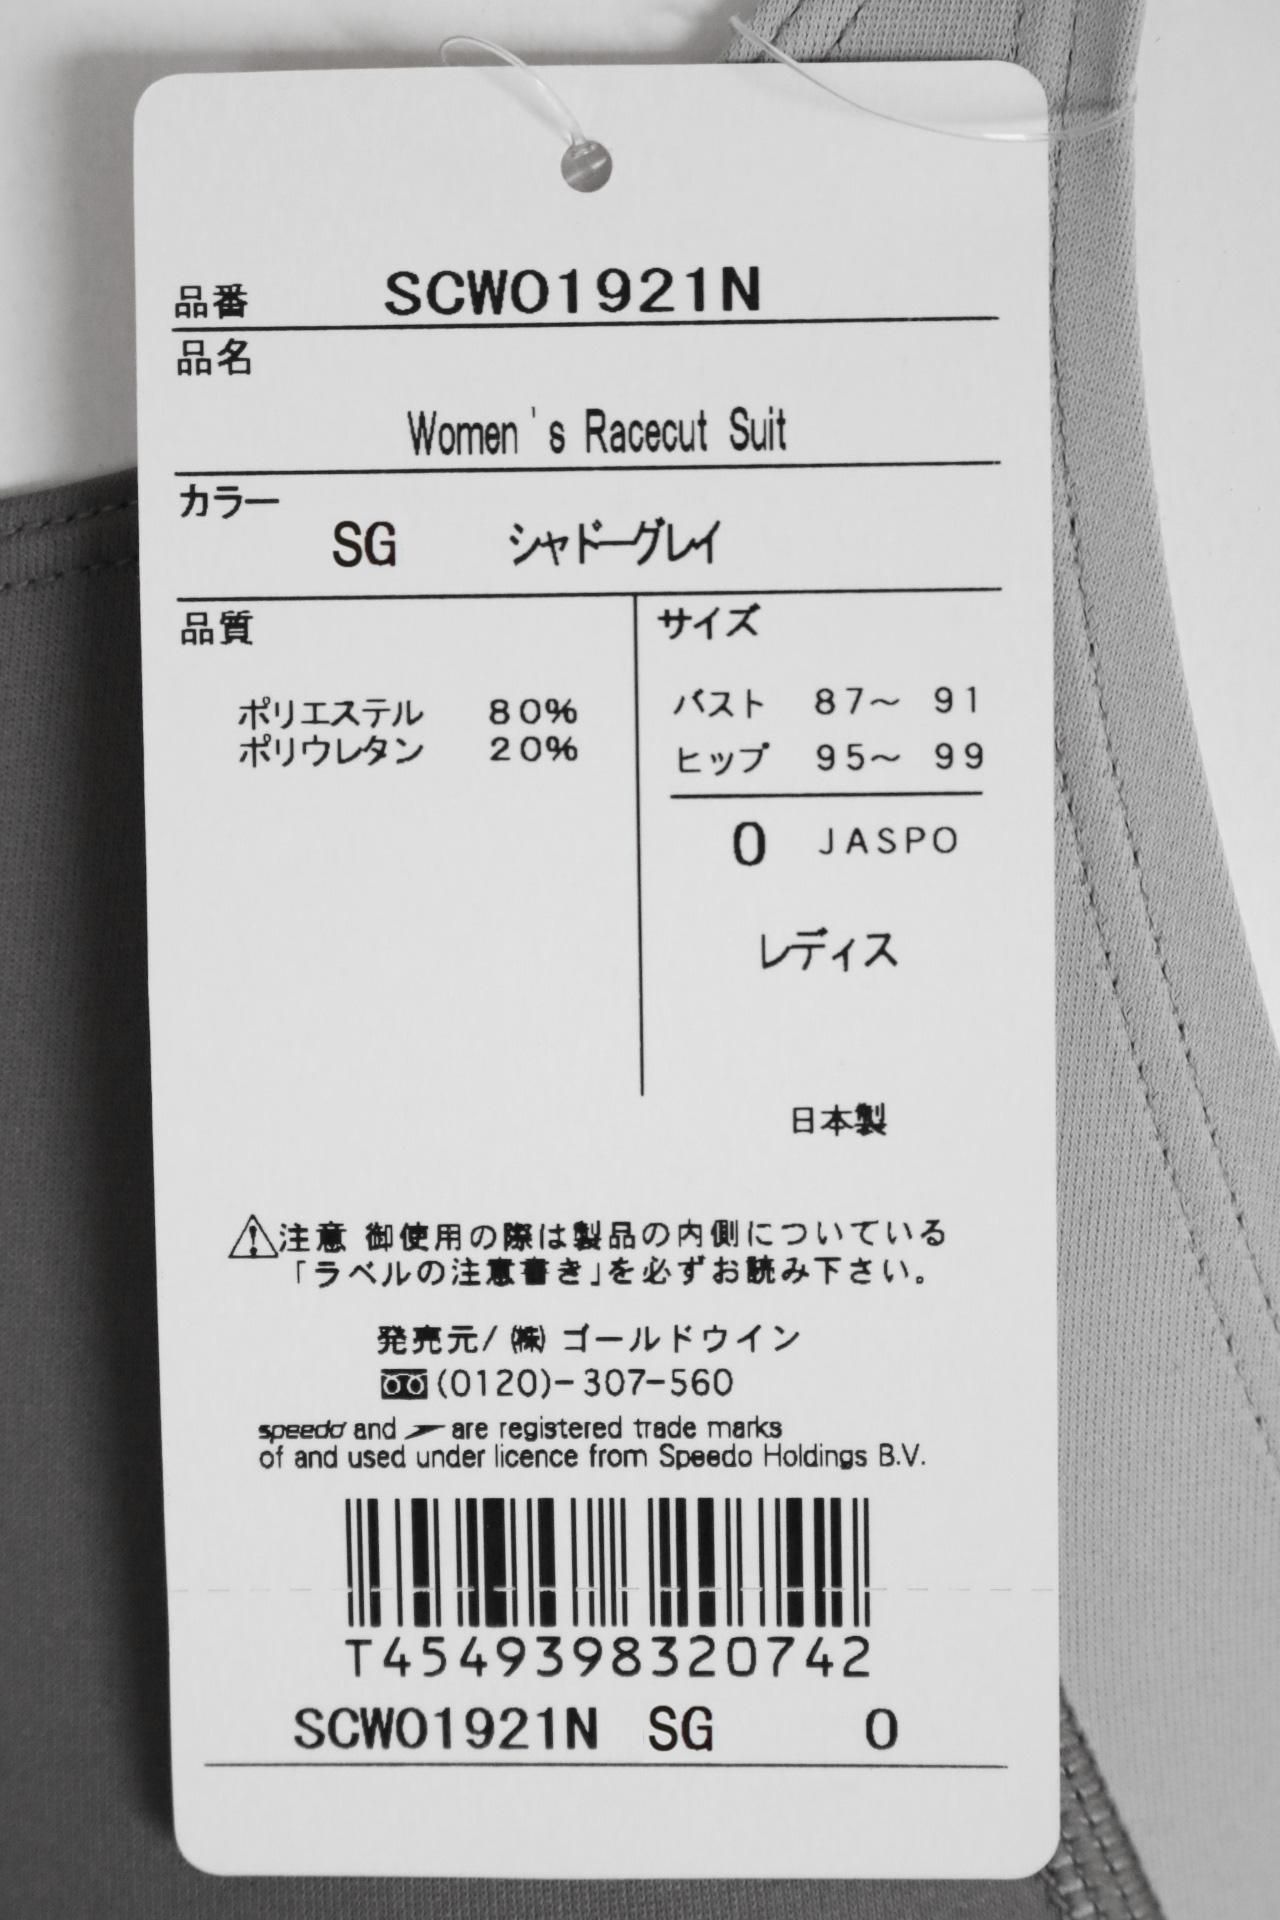 品番 SCW01921N
品名
Women's Racecut Suit
カラー
SG シャドーグレイ
品質
ポリエステル 80%
ポリウレタン 20%
サイズ
バスト 87〜 91
ヒップ 95〜 99
O JASPO
レディス
日本製
⚠注意 御使用の際は製品の内側についている
「ラベルの注意書き」を必ずお読み下さい。
発売元/㈱ゴールドウイン
(0120)-307-560
speedo and are registered trade marks
of and used under licence from Speedo Holdings B.V.
T4549398320742
SCW01921N SG O